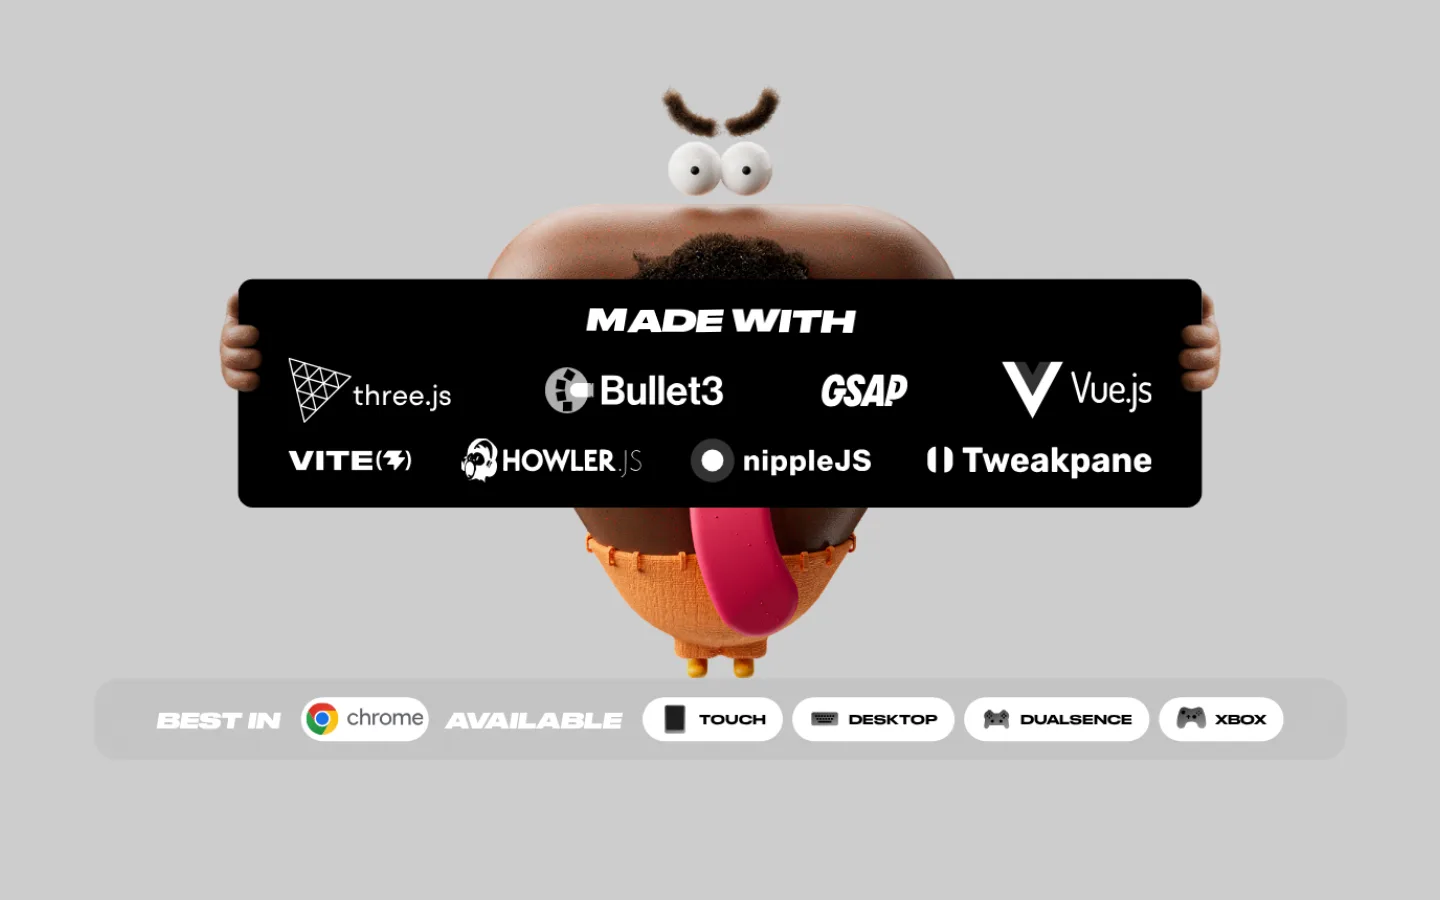 MADE WITH
three.js Bullet3 GSAP Vue.js
VITE(⚡) HOWLER.JS nippleJS Tweakpane
BEST IN chrome AVAILABLE TOUCH DESKTOP DUALSENCE XBOX